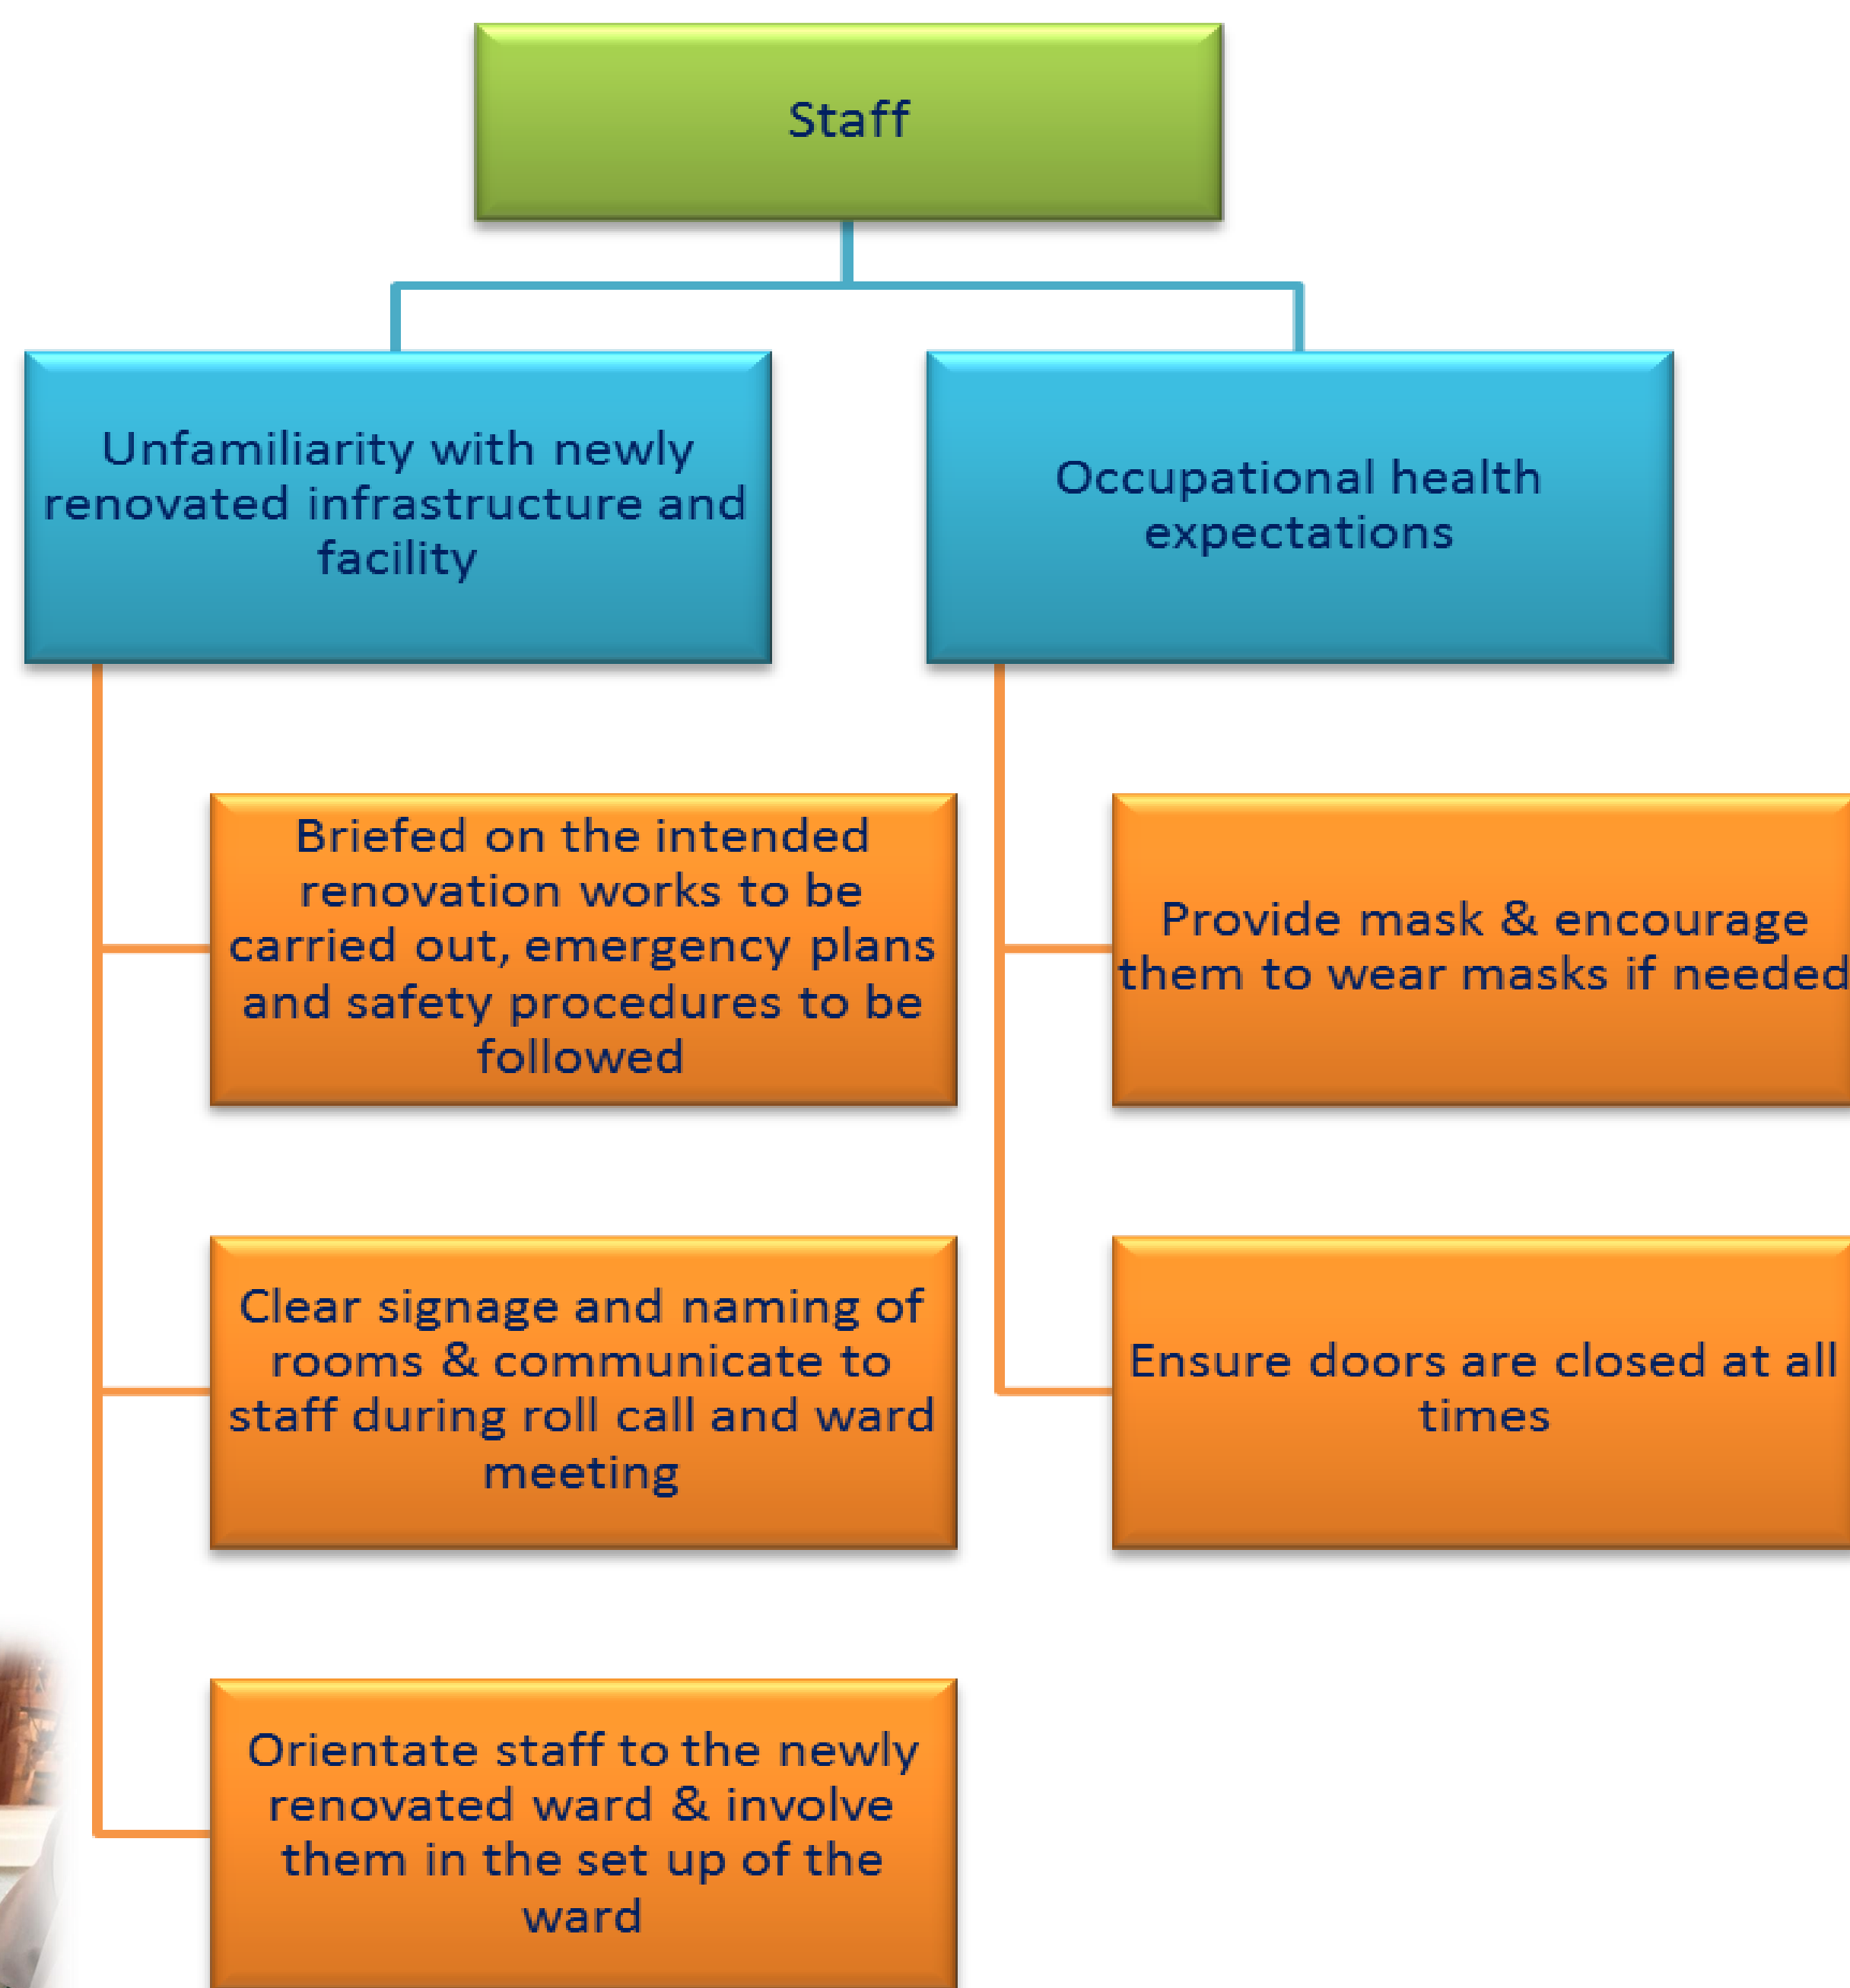 Staff
Unfamiliarity with newly
renovated infrastructure and
facility
Occupational health
expectations
Briefed on the intended
renovation works to be
carried out, emergency plans
and safety procedures to be
followed
Provide mask & encourage
them to wear masks if needed
Clear signage and naming of
rooms & communicate to
staff during roll call and ward
meeting
Ensure doors are closed at all
times
Orientate staff to the newly
renovated ward & involve
them in the set up of the
ward